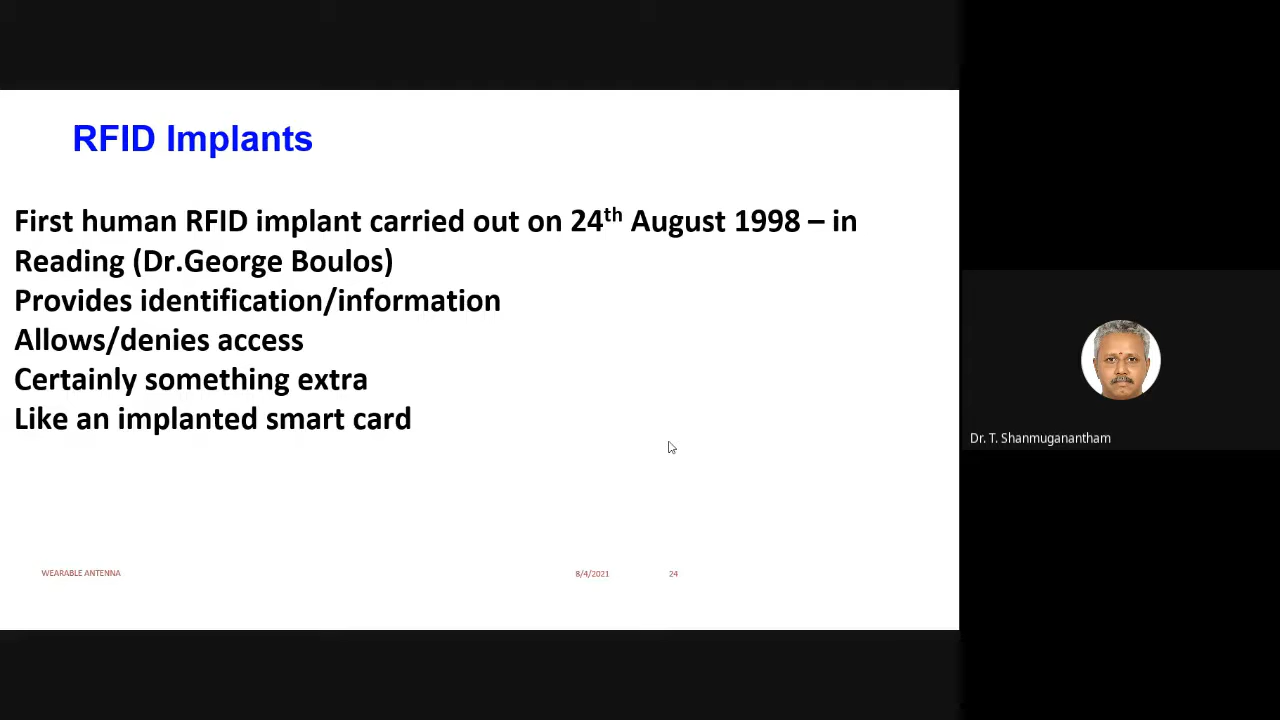 RFID Implants
First human RFID implant carried out on 24th August 1998 – in
Reading (Dr.George Boulos)
Provides identification/information
Allows/denies access
Certainly something extra
Like an implanted smart card
WEARABLE ANTENNA
8/4/2021
24
Dr. T. Shanmuganantham